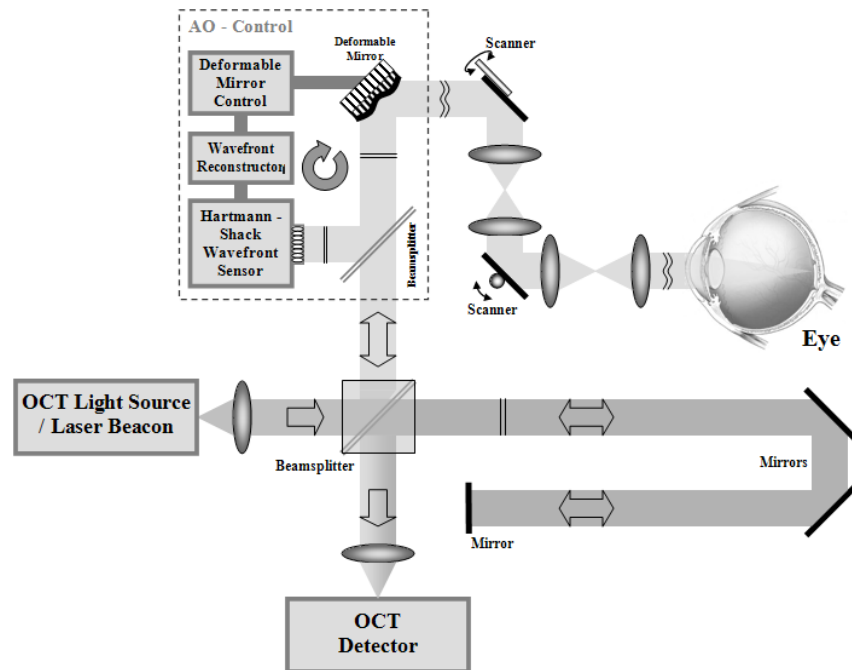 AO - Control
Deformable
Mirror
Scanner
Deformable
Mirror
Control
Wavefront
Reconstructor
Hartmann -
Shack
Wavefront
Sensor
Beamsplitter
Scanner
Eye
OCT Light Source
/ Laser Beacon
Beamsplitter
Mirrors
Mirror
OCT
Detector